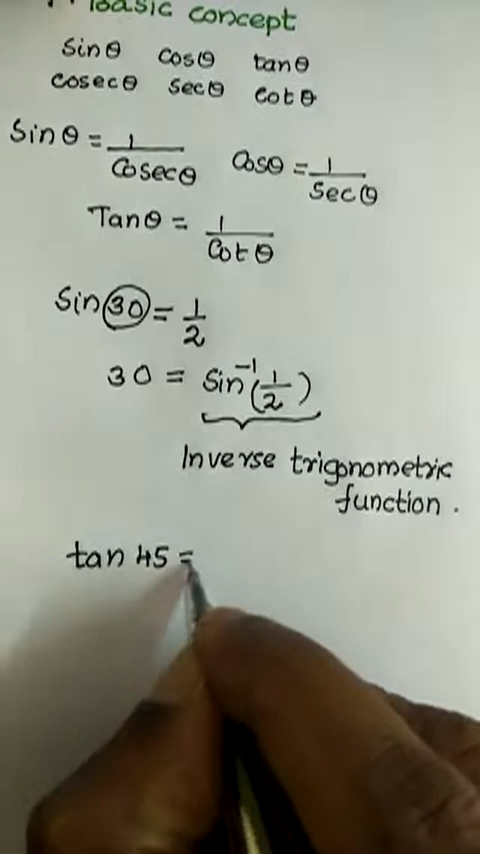 Basic concept
sinθ cosθ tanθ
cosecθ secθ cotθ
Sinθ = 1/Cosecθ Cosθ = 1/Secθ
Tanθ = 1/Cotθ
Sin 30 = 1/2
30 = sin⁻¹(1/2)
Inverse trigonometric
function.
tan 45 =